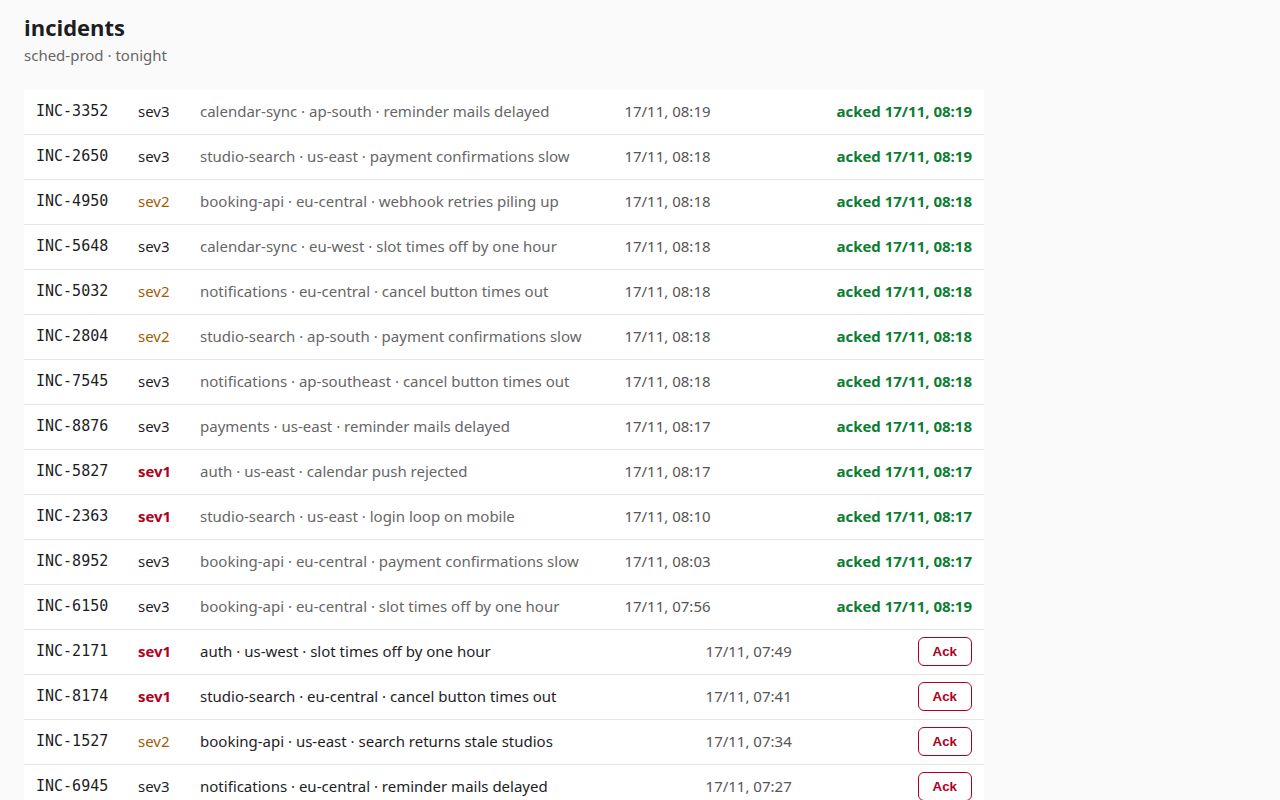 incidents
sched-prod · tonight
INC-3352 sev3 calendar-sync · ap-south · reminder mails delayed 17/11, 08:19 acked 17/11, 08:19
INC-2650 sev3 studio-search · us-east · payment confirmations slow 17/11, 08:18 acked 17/11, 08:19
INC-4950 sev2 booking-api · eu-central · webhook retries piling up 17/11, 08:18 acked 17/11, 08:18
INC-5648 sev3 calendar-sync · eu-west · slot times off by one hour 17/11, 08:18 acked 17/11, 08:18
INC-5032 sev2 notifications · eu-central · cancel button times out 17/11, 08:18 acked 17/11, 08:18
INC-2804 sev2 studio-search · ap-south · payment confirmations slow 17/11, 08:18 acked 17/11, 08:18
INC-7545 sev3 notifications · ap-southeast · cancel button times out 17/11, 08:18 acked 17/11, 08:18
INC-8876 sev3 payments · us-east · reminder mails delayed 17/11, 08:17 acked 17/11, 08:18
INC-5827 sev1 auth · us-east · calendar push rejected 17/11, 08:17 acked 17/11, 08:17
INC-2363 sev1 studio-search · us-east · login loop on mobile 17/11, 08:10 acked 17/11, 08:17
INC-8952 sev3 booking-api · eu-central · payment confirmations slow 17/11, 08:03 acked 17/11, 08:17
INC-6150 sev3 booking-api · eu-central · slot times off by one hour 17/11, 07:56 acked 17/11, 08:19
INC-2171 sev1 auth · us-west · slot times off by one hour 17/11, 07:49 Ack
INC-8174 sev1 studio-search · eu-central · cancel button times out 17/11, 07:41 Ack
INC-1527 sev2 booking-api · us-east · search returns stale studios 17/11, 07:34 Ack
INC-6945 sev3 notifications · eu-central · reminder mails delayed 17/11, 07:27 Ack